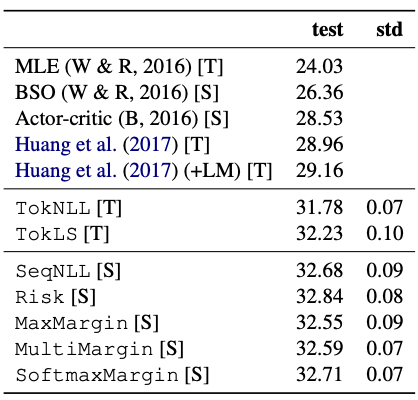 test std
MLE (W & R, 2016) [T] 24.03
BSO (W & R, 2016) [S] 26.36
Actor-critic (B, 2016) [S] 28.53
Huang et al. (2017) [T] 28.96
Huang et al. (2017) (+LM) [T] 29.16
TokNLL [T] 31.78 0.07
TokLS [T] 32.23 0.10
SeqNLL [S] 32.68 0.09
Risk [S] 32.84 0.08
MaxMargin [S] 32.55 0.09
MultiMargin [S] 32.59 0.07
SoftmaxMargin [S] 32.71 0.07